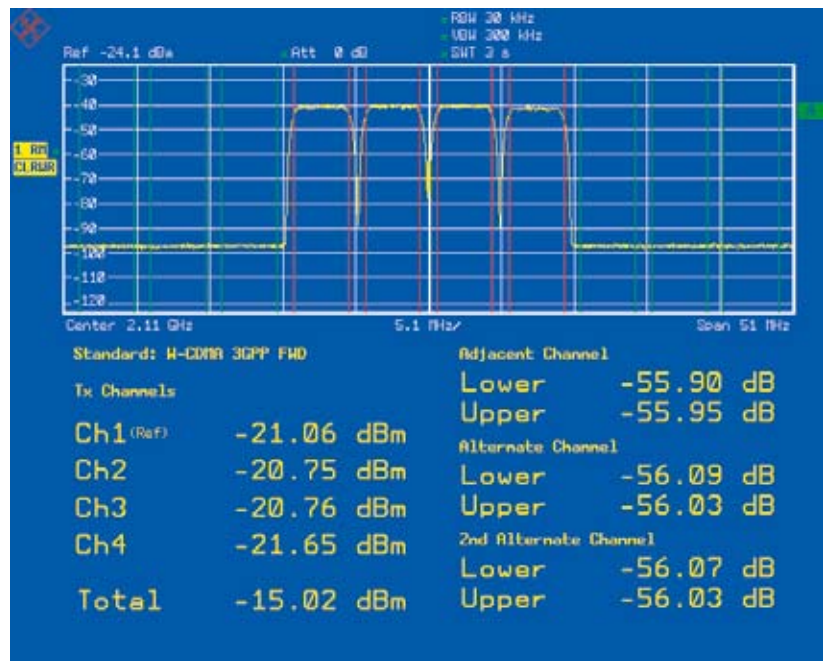 RBW 30 kHz
VBW 300 kHz
Ref -24.1 dBm Att 0 dB SWT 3 s
-30
-40
-50
1 RM
CLRWR
-60
-70
-80
-90
-100
-110
-120
Center 2.11 GHz 5.1 MHz/ Span 51 MHz
Standard: W-CDMA 3GPP FWD
Tx Channels
Ch1 (Ref) -21.06 dBm
Ch2 -20.75 dBm
Ch3 -20.76 dBm
Ch4 -21.65 dBm
Total -15.02 dBm
Adjacent Channel
Lower -55.90 dB
Upper -55.95 dB
Alternate Channel
Lower -56.09 dB
Upper -56.03 dB
2nd Alternate Channel
Lower -56.07 dB
Upper -56.03 dB